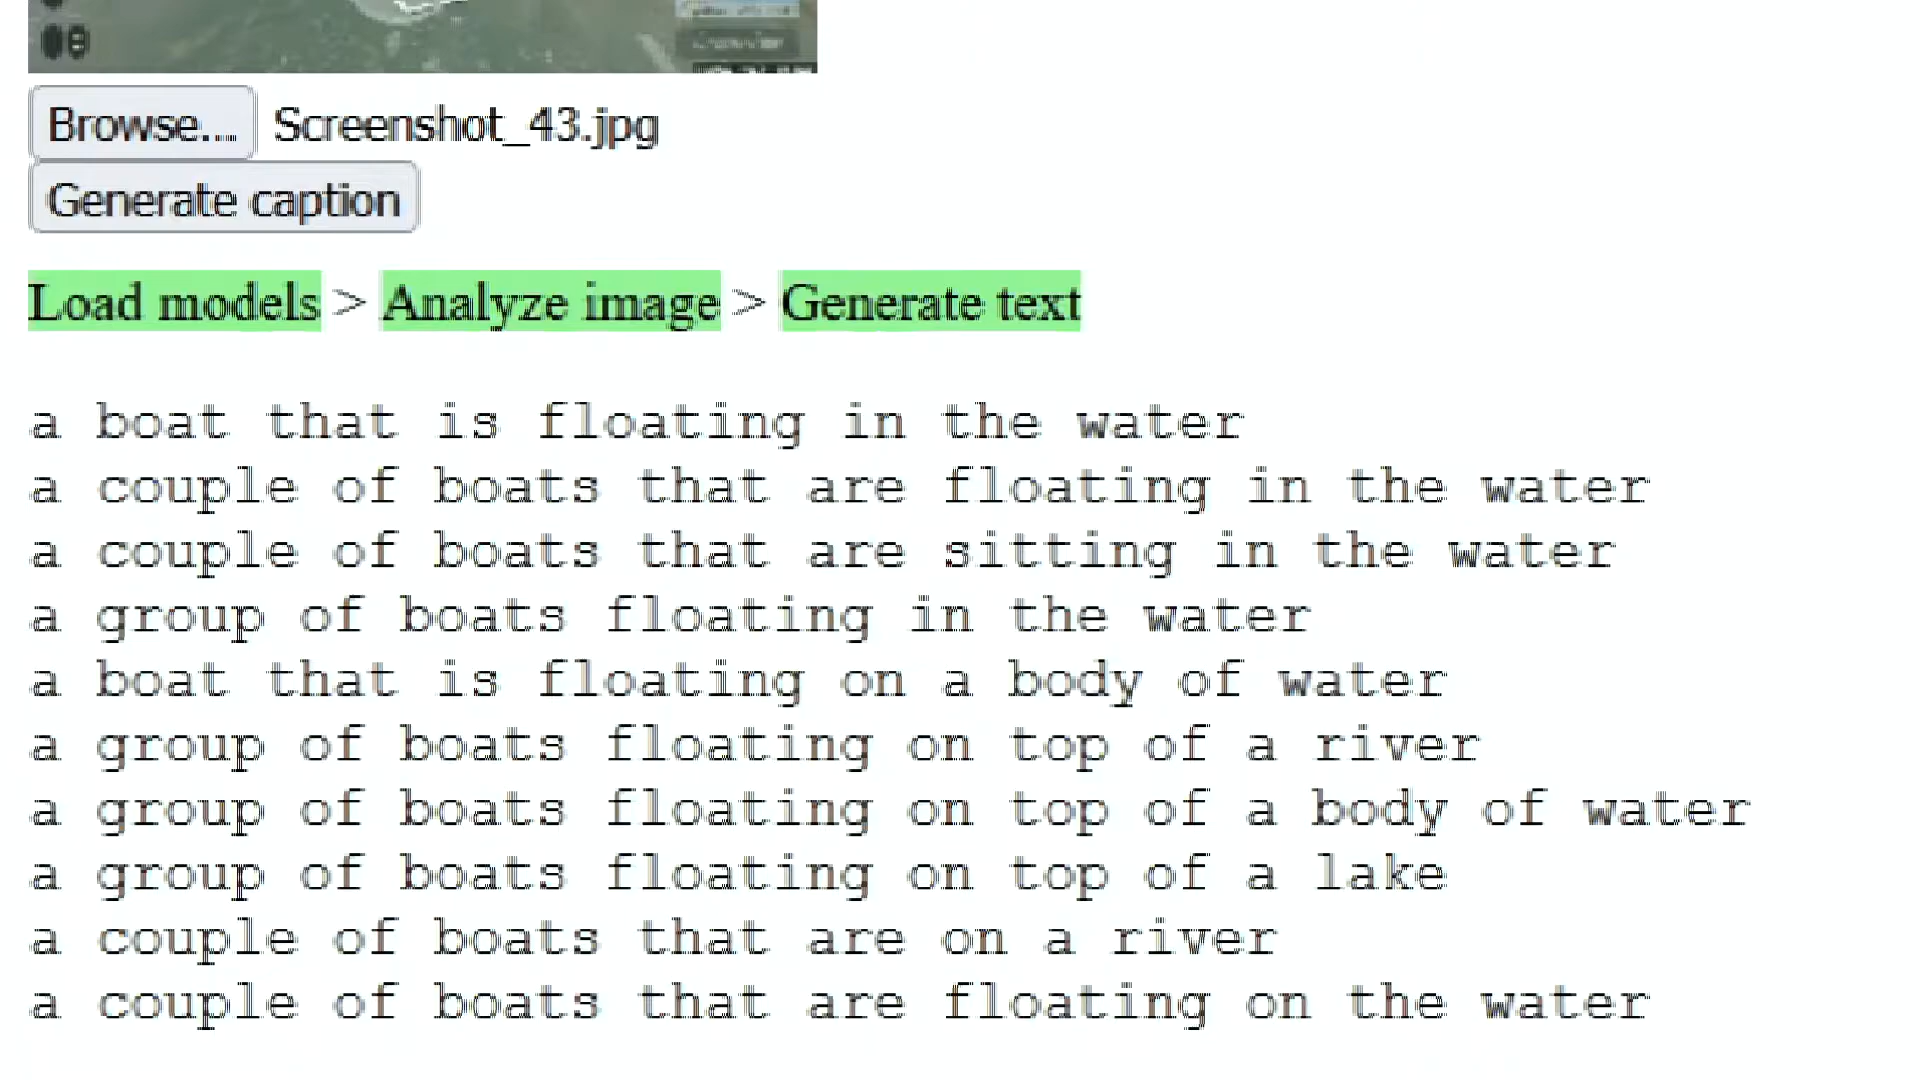 Browse...
Screenshot_43.jpg
Generate caption
Load models > Analyze image > Generate text
a boat that is floating in the water
a couple of boats that are floating in the water
a couple of boats that are sitting in the water
a group of boats floating in the water
a boat that is floating on a body of water
a group of boats floating on top of a river
a group of boats floating on top of a body of water
a group of boats floating on top of a lake
a couple of boats that are on a river
a couple of boats that are floating on the water